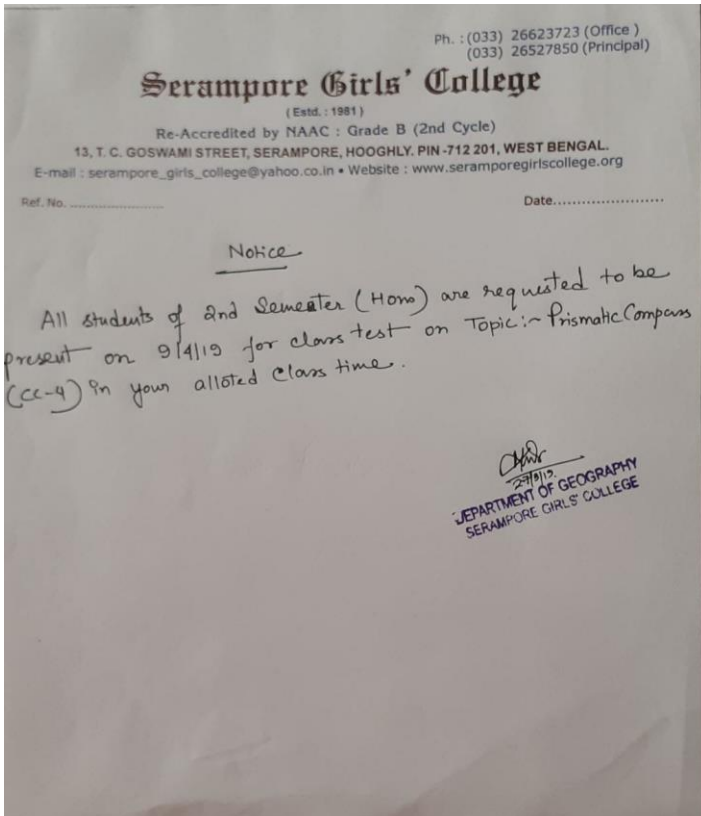 Ph. : (033) 26623723 (Office )
(033) 26527850 (Principal)
Serampore Girls' College
( Estd. : 1981 )
Re-Accredited by NAAC : Grade B (2nd Cycle)
13, T. C. GOSWAMI STREET, SERAMPORE, HOOGHLY. PIN -712 201, WEST BENGAL.
E-mail : serampore_girls_college@yahoo.co.in • Website : www.seramporegirlscollege.org
Ref. No. ........................
Date.......................
Notice
All students of 2nd Semester (Hons) are requested to be
present on 9/4/19 for class test on Topic:~ Prismatic Compass
(CC-4) in your alloted Class time.
DEPARTMENT OF GEOGRAPHY
SERAMPORE GIRLS' COLLEGE